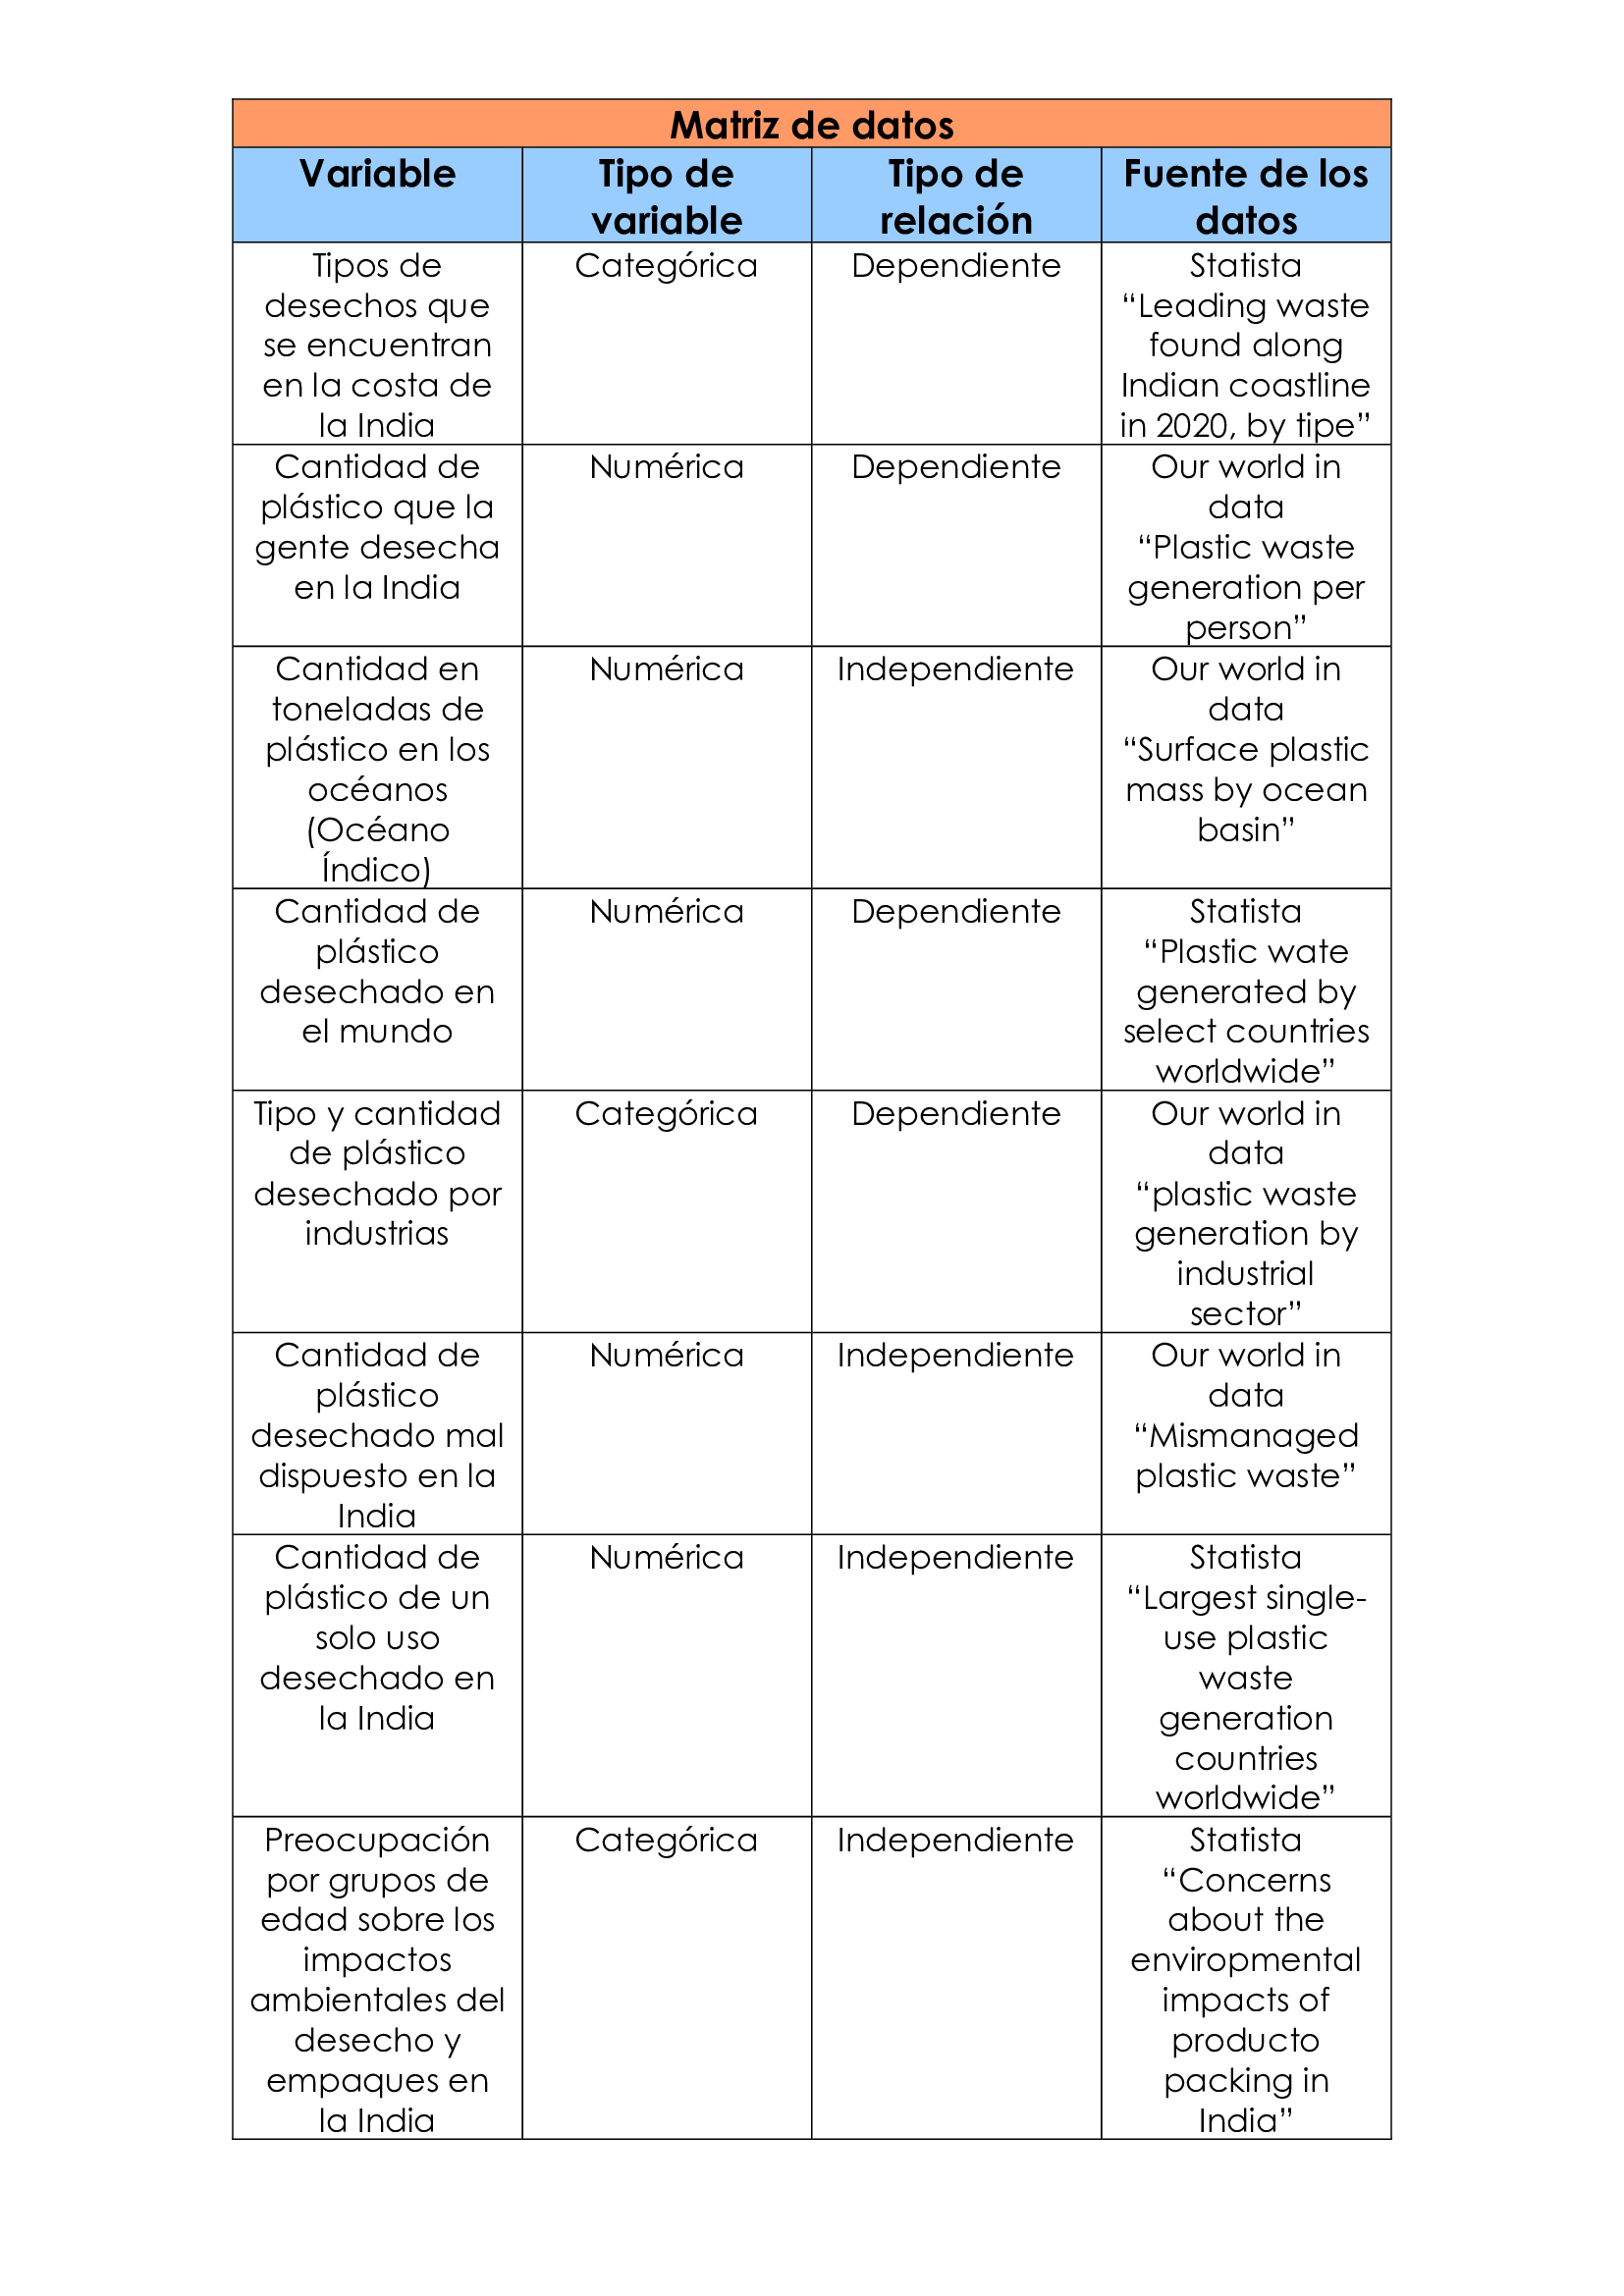 Matriz de datos
Variable
Tipo de
variable
Tipo de
relación
Fuente de los
datos
Tipos de
desechos que
se encuentran
en la costa de
la India
Categórica
Dependiente
Statista
“Leading waste
found along
Indian coastline
in 2020, by tipe”
Cantidad de
plástico que la
gente desecha
en la India
Numérica
Dependiente
Our world in
data
“Plastic waste
generation per
person”
Cantidad en
toneladas de
plástico en los
océanos
(Océano
Índico)
Numérica
Independiente
Our world in
data
“Surface plastic
mass by ocean
basin”
Cantidad de
plástico
desechado en
el mundo
Numérica
Dependiente
Statista
“Plastic wate
generated by
select countries
worldwide”
Tipo y cantidad
de plástico
desechado por
industrias
Categórica
Dependiente
Our world in
data
“plastic waste
generation by
industrial
sector”
Cantidad de
plástico
desechado mal
dispuesto en la
India
Numérica
Independiente
Our world in
data
“Mismanaged
plastic waste”
Cantidad de
plástico de un
solo uso
desechado en
la India
Numérica
Independiente
Statista
“Largest single-
use plastic
waste
generation
countries
worldwide”
Preocupación
por grupos de
edad sobre los
impactos
ambientales del
desecho y
empaques en
la India
Categórica
Independiente
Statista
“Concerns
about the
enviropmental
impacts of
producto
packing in
India”